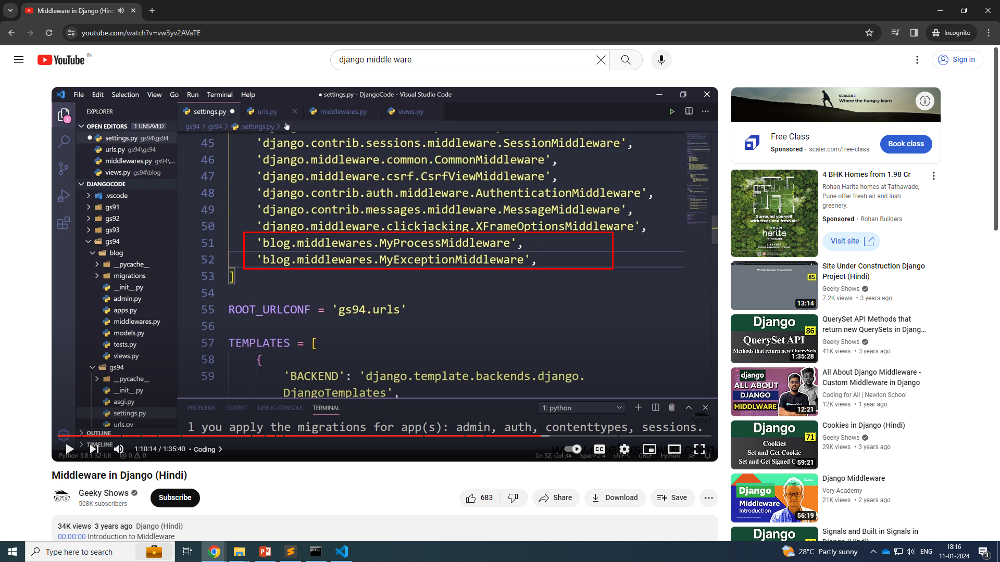 Middleware in Django (Hin
youtube.com/watch?v=vw3yv2AVaTE
Incognito
YouTube IN
django middle ware
Sign in
File Edit Selection View Go Run Terminal Help
● settings.py - DjangoCode - Visual Studio Code
EXPLORER
settings.py urls.py middlewares.py views.py
OPEN EDITORS 1 UNSAVED
gs94 > gs94 > settings.py >
settings.py gs94\gs94
urls.py gs94\gs94
middlewares.py gs94\...
views.py gs94\blog
DJANGOCODE
.vscode
gs91
gs92
gs93
gs94
blog
__pycache__
migrations
__init__.py
admin.py
apps.py
middlewares.py
models.py
tests.py
views.py
gs94
__pycache__
__init__.py
asgi.py
settings.py
urls.py
OUTLINE
TIMELINE
45 'django.contrib.sessions.middleware.SessionMiddleware',
46 'django.middleware.common.CommonMiddleware',
47 'django.middleware.csrf.CsrfViewMiddleware',
48 'django.contrib.auth.middleware.AuthenticationMiddleware',
49 'django.contrib.messages.middleware.MessageMiddleware',
50 'django.middleware.clickjacking.XFrameOptionsMiddleware',
51 'blog.middlewares.MyProcessMiddleware',
52 'blog.middlewares.MyExceptionMiddleware',
53 ]
54
55 ROOT_URLCONF = 'gs94.urls'
56
57 TEMPLATES = [
58 {
59 'BACKEND': 'django.template.backends.django.
DjangoTemplates',
PROBLEMS OUTPUT DEBUG CONSOLE TERMINAL
1: python
l you apply the migrations for app(s): admin, auth, contenttypes, sessions.
1:10:14 / 1:35:40 • Coding >
CC
Python 3.8.1 32-bit 0 0
Ln 52, Col 34 Spaces: 4 UTF-8 CRLF Python
Middleware in Django (Hindi)
Geeky Shows
508K subscribers
Subscribe
683
Share
Download
Save
34K views 3 years ago Django (Hindi)
00:00:00 Introduction to Middleware
SCALER
Where the hungry learn
Free Class
Sponsored · scaler.com/free-class
Book class
Surround yourself
with trees and fresh air.
ROHAN
harita
TATHAWADE
4 BHK Homes from 1.98 Cr
Rohan Harita homes at Tathawade,
Pune offer fresh air and lush
greenery.
Sponsored · Rohan Builders
Visit site
Website is Under Construction
85
13:14
Site Under Construction Django
Project (Hindi)
Geeky Shows
7.2K views • 3 years ago
Django
86
QuerySet API
Methods that return new QuerySets
1:35:28
QuerySet API Methods that
return new QuerySets in Djang...
Geeky Shows
41K views • 3 years ago
django
ALL ABOUT
DJANGO
MIDDLWARE
12:21
All About Django Middleware -
Custom Middleware in Django
Coding for All | Newton School
12K views • 1 year ago
Django
71
Cookies
Set and Get Cookie
Set and Get Signed C
59:21
Cookies in Django (Hindi)
Geeky Shows
29K views • 3 years ago
Django
Middleware
Introduction
56:19
Django Middleware
Very Academy
21K views • 2 years ago
Django
Signals and Built in Signals in
Django (Hindi)
Type here to search
28°C Partly sunny
ENG
18:16
11-01-2024
3